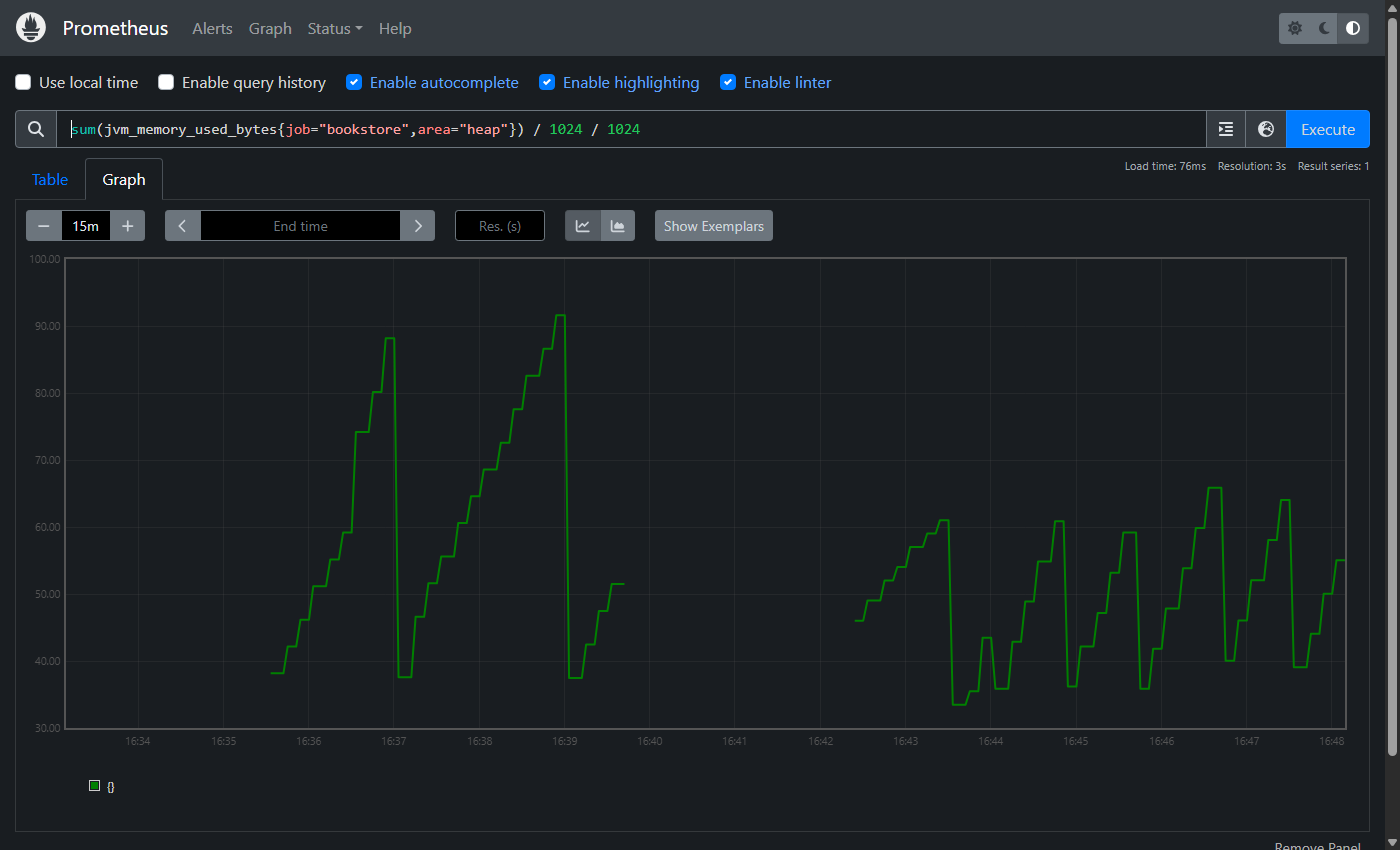 Prometheus Alerts Graph Status Help
Use local time Enable query history Enable autocomplete Enable highlighting Enable linter
sum(jvm_memory_used_bytes{job="bookstore",area="heap"}) / 1024 / 1024 Execute
Load time: 76ms Resolution: 3s Result series: 1
Table Graph
15m End time Res. (s) Show Exemplars
100.00
90.00
80.00
70.00
60.00
50.00
40.00
30.00
16:34 16:35 16:36 16:37 16:38 16:39 16:40 16:41 16:42 16:43 16:44 16:45 16:46 16:47 16:48
{}
Remove Panel